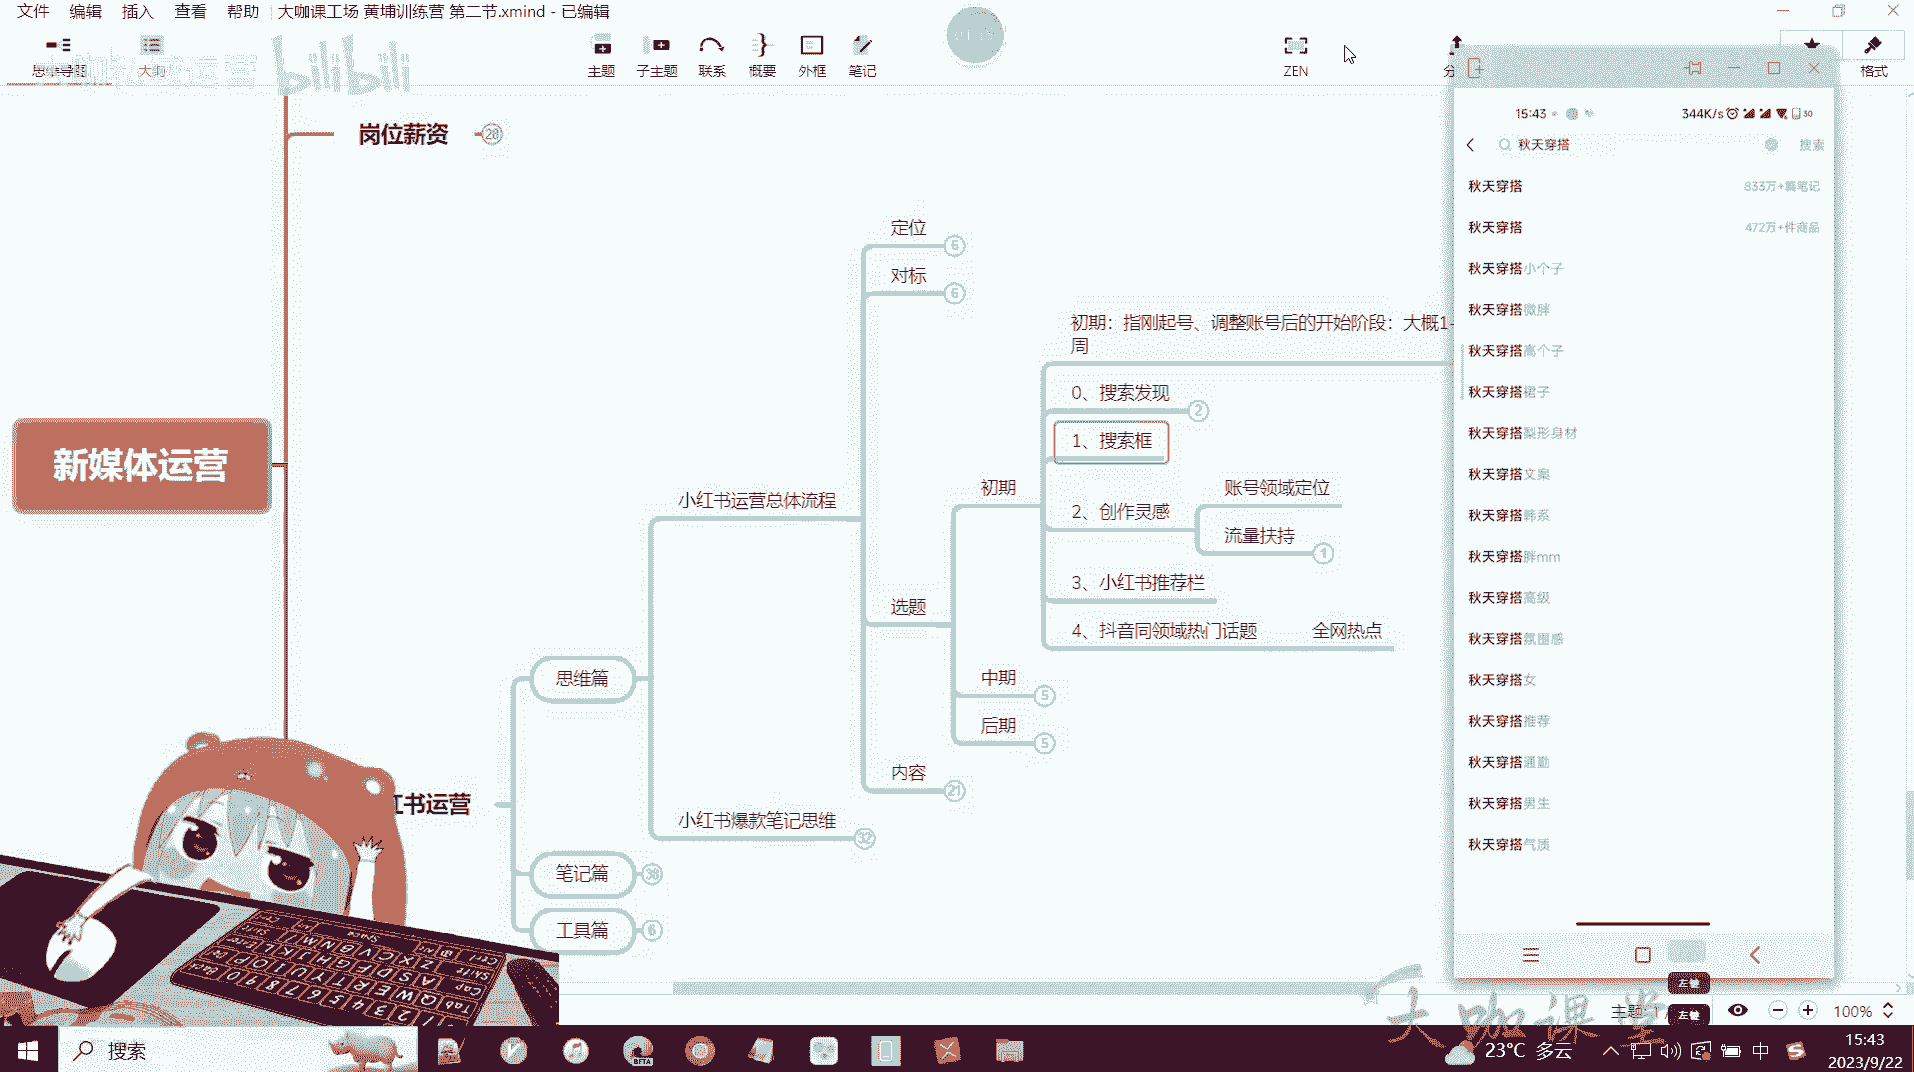 文件 编辑 插入 查看 帮助 大咖课工场 黄埔训练营 第二节.xmind - 已编辑
思维导图 大纲 主题 子主题 联系 概要 外框 笔记 ZEN 格式
bilibili
岗位薪资 28
新媒体运营
红书运营
思维篇
笔记篇 38
工具篇 6
小红书运营总体流程
小红书爆款笔记思维 32
定位 6
对标 6
选题
内容 21
初期
中期 5
后期 5
初期：指刚起号、调整账号后的开始阶段：大概1-
周
0、搜索发现 2
1、搜索框
2、创作灵感
账号领域定位
流量扶持 1
3、小红书推荐栏
4、抖音同领域热门话题 全网热点
15:43 344K/s 30
秋天穿搭 搜索
秋天穿搭 833万+篇笔记
秋天穿搭 472万+件商品
秋天穿搭小个子
秋天穿搭微胖
秋天穿搭高个子
秋天穿搭裙子
秋天穿搭梨形身材
秋天穿搭文案
秋天穿搭韩系
秋天穿搭胖mm
秋天穿搭高级
秋天穿搭氛围感
秋天穿搭女
秋天穿搭推荐
秋天穿搭通勤
秋天穿搭男生
秋天穿搭气质
左键
左键
大咖课堂
100%
搜索
BETA
23°C 多云
中
15:43
2023/9/22